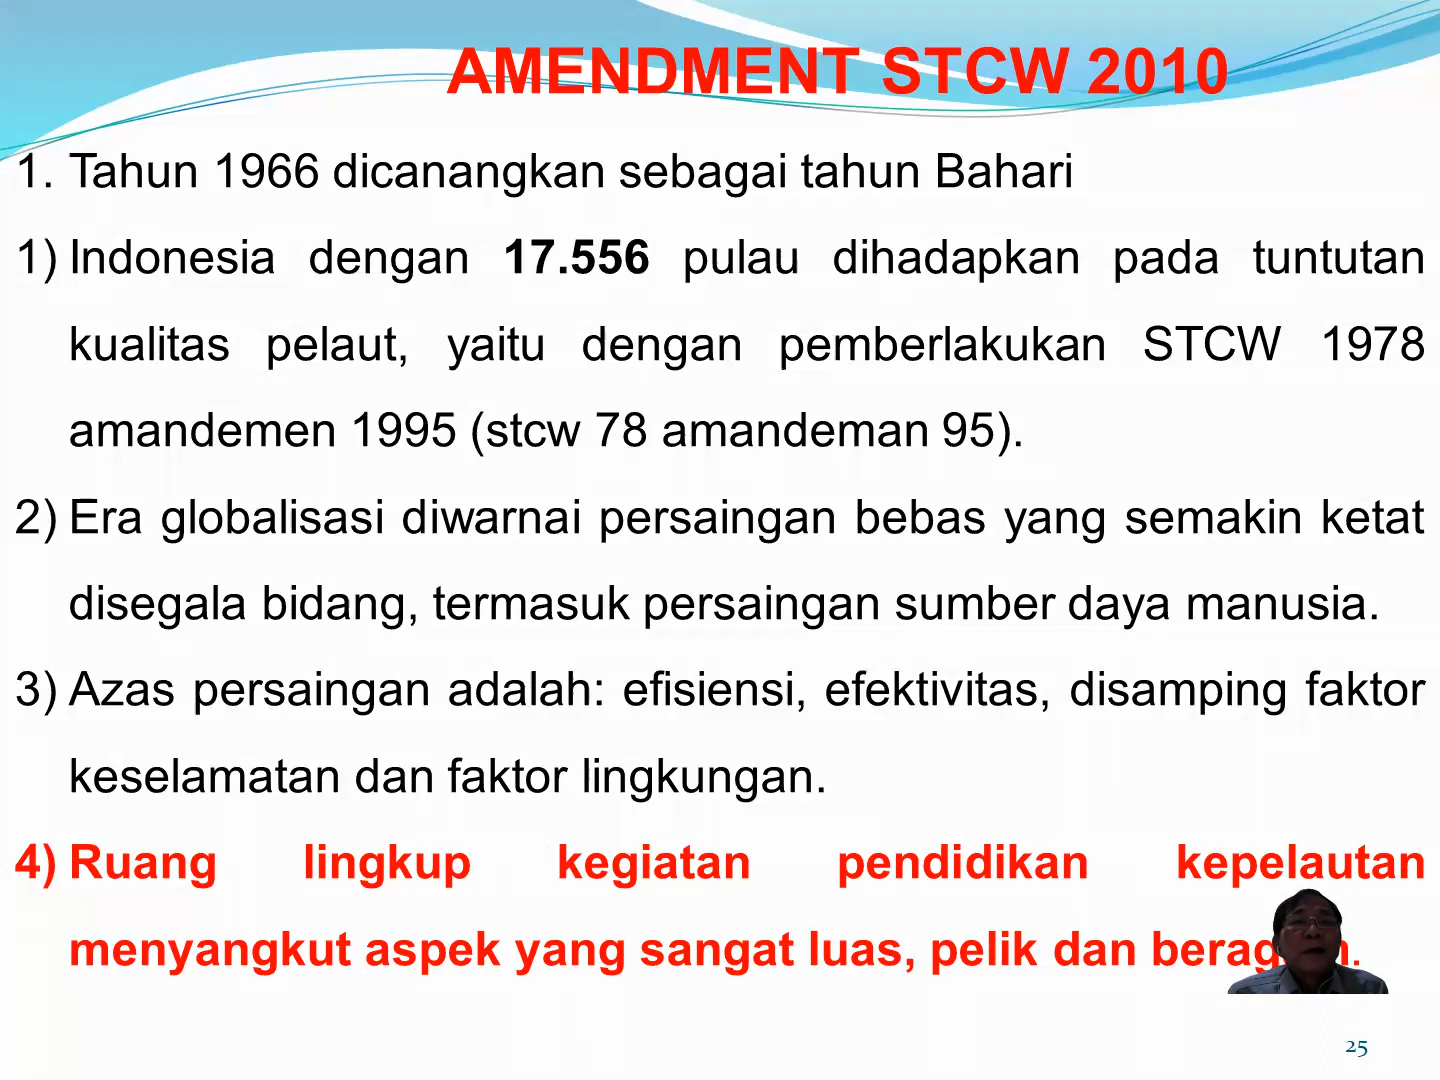 AMENDMENT STCW 2010
1. Tahun 1966 dicanangkan sebagai tahun Bahari
1) Indonesia dengan 17.556 pulau dihadapkan pada tuntutan
kualitas pelaut, yaitu dengan pemberlakukan STCW 1978
amandemen 1995 (stcw 78 amandeman 95).
2) Era globalisasi diwarnai persaingan bebas yang semakin ketat
disegala bidang, termasuk persaingan sumber daya manusia.
3) Azas persaingan adalah: efisiensi, efektivitas, disamping faktor
keselamatan dan faktor lingkungan.
4) Ruang lingkup kegiatan pendidikan kepelautan
menyangkut aspek yang sangat luas, pelik dan
25